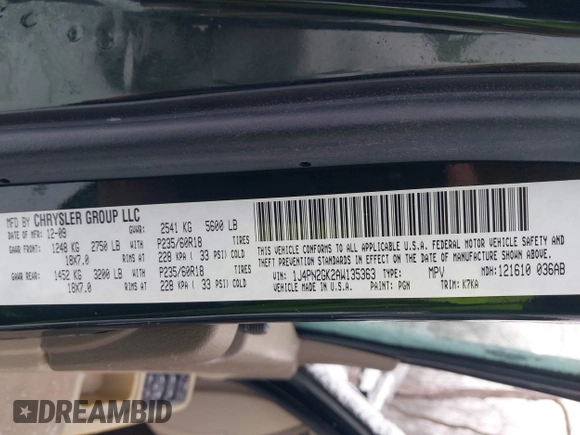 MFD BY CHRYSLER GROUP LLC
DATE OF MFR: 12-09 GVWR: 2541 KG 5600 LB
GAWR FRONT: 1248 KG 2750 LB WITH P235/60R18 TIRES
18X7.0 RIMS AT 228 KPA ( 33 PSI) COLD
GAWR REAR: 1452 KG 3200 LB WITH P235/60R18 TIRES
18X7.0 RIMS AT 228 KPA ( 33 PSI) COLD
THIS VEHICLE CONFORMS TO ALL APPLICABLE U.S.A. FEDERAL MOTOR VEHICLE SAFETY,
BUMPER, AND THEFT PREVENTION STANDARDS IN EFFECT ON THE DATE OF MANUFACTURE SHOWN ABOVE.
VIN: 1J4PN2GK2AW135363 TYPE: MPV MDH: 121610 036AB
VEHICLE MADE IN U.S.A. PAINT: PGN TRIM: K7KA
DREAMBID